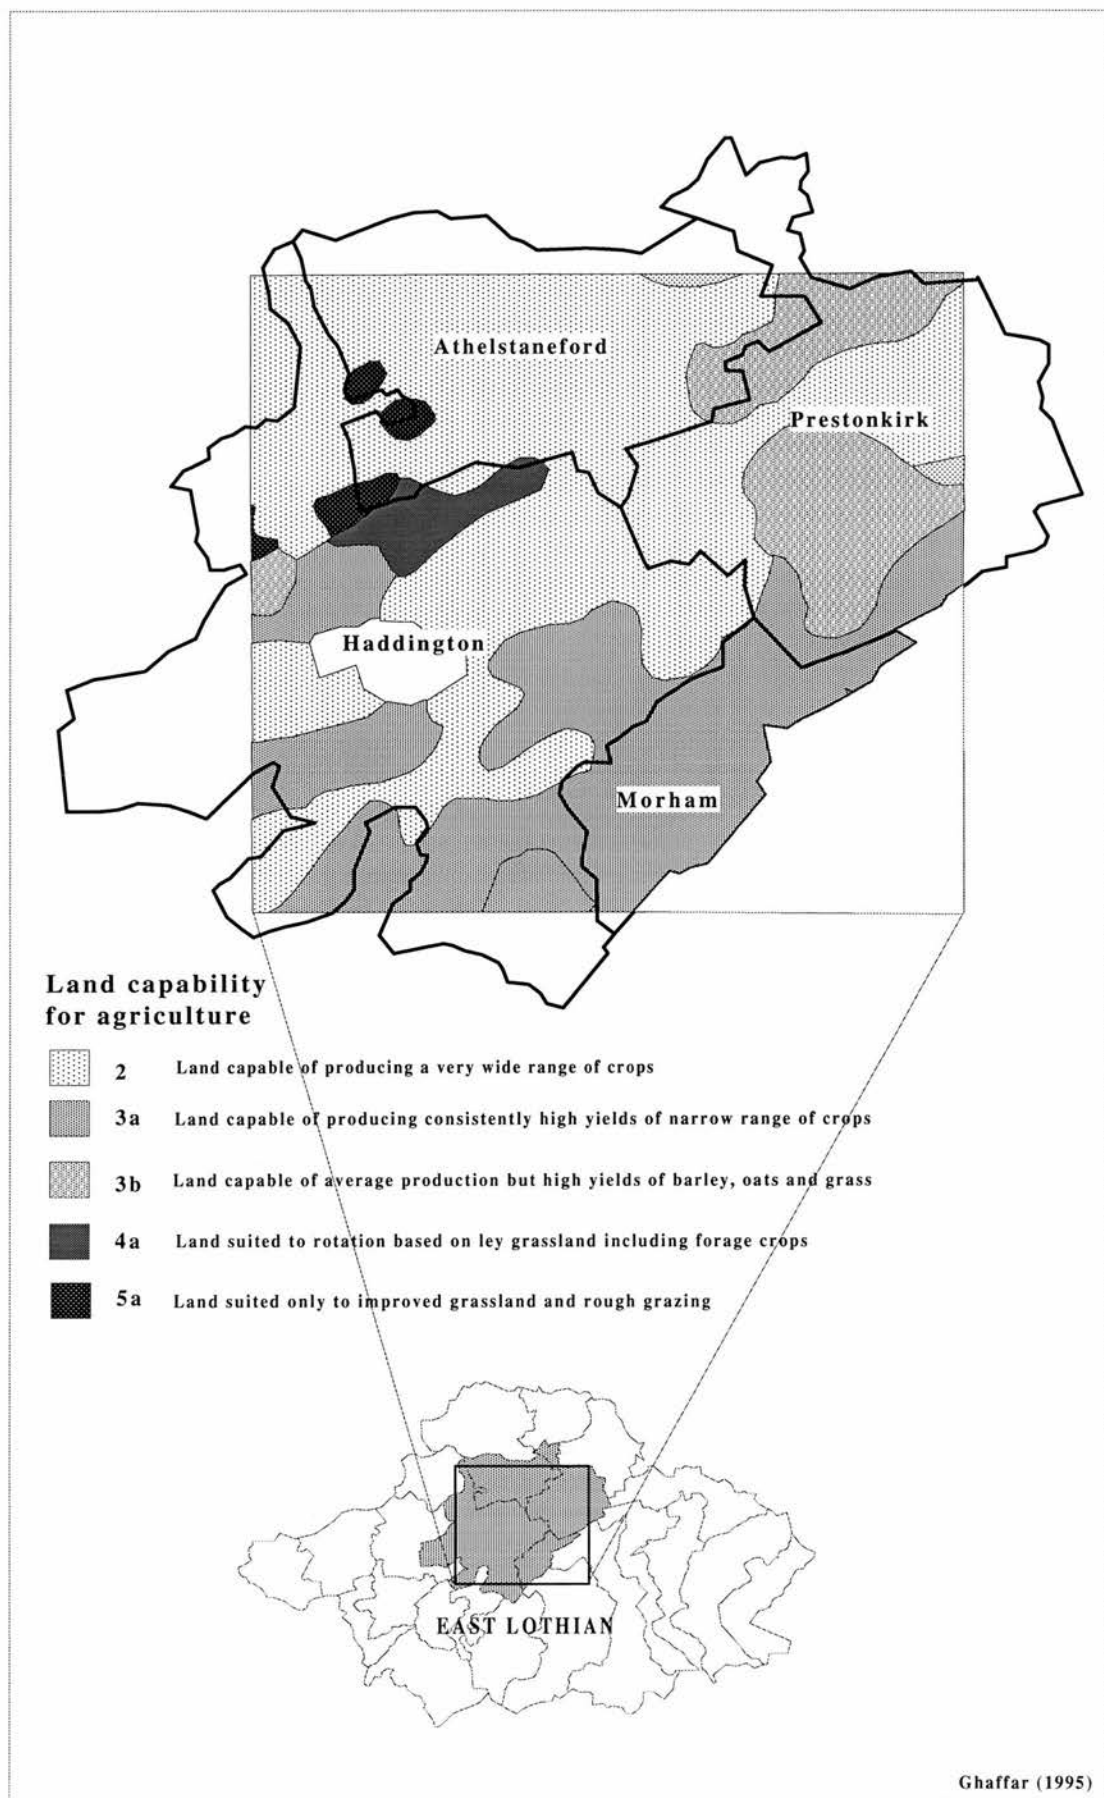 Athelstaneford
Prestonkirk
Haddington
Morham
Land capability
for agriculture
2 Land capable of producing a very wide range of crops
3a Land capable of producing consistently high yields of narrow range of crops
3b Land capable of average production but high yields of barley, oats and grass
4a Land suited to rotation based on ley grassland including forage crops
5a Land suited only to improved grassland and rough grazing
EAST LOTHIAN
Ghaffar (1995)